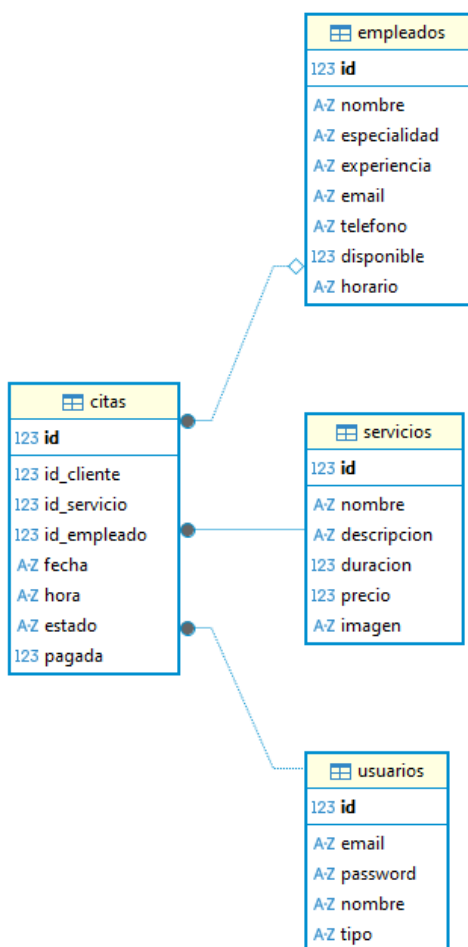 empleados
123 id
A-Z nombre
A-Z especialidad
A-Z experiencia
A-Z email
A-Z telefono
123 disponible
A-Z horario
citas
123 id
123 id_cliente
123 id_servicio
123 id_empleado
A-Z fecha
A-Z hora
A-Z estado
123 pagada
servicios
123 id
A-Z nombre
A-Z descripcion
123 duracion
123 precio
A-Z imagen
usuarios
123 id
A-Z email
A-Z password
A-Z nombre
A-Z tipo